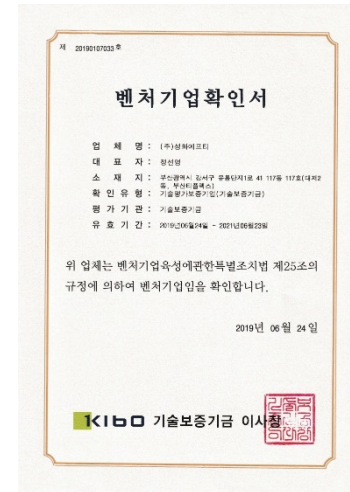 제 20190107033 호
벤처기업확인서
업 체 명 : (주)성화에프티
대 표 자 : 정선영
소 재 지 : 부산광역시 강서구 유통단지1로 41 117동 117호(대저2
동, 부산티플렉스)
확 인 유 형 : 기술평가보증기업(기술보증기금)
평 가 기 관 : 기술보증기금
유 효 기 간 : 2019년06월24일 - 2021년06월23일
위 업체는 벤처기업육성에관한특별조치법 제25조의
규정에 의하여 벤처기업임을 확인합니다.
2019년 06월 24일
KIBO 기술보증기금 이사장